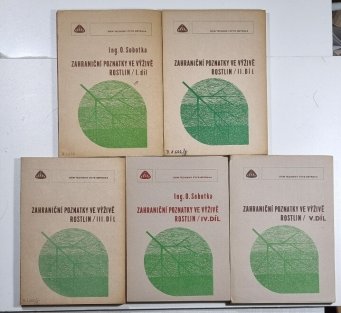 Ing. O. Sobotka
ZAHRANIČNÍ POZNATKY VE VÝŽIVĚ
ROSTLIN / I. díl
ZAHRANIČNÍ POZNATKY VE VÝŽIVĚ
ROSTLIN / II. DÍL
ZAHRANIČNÍ POZNATKY VE VÝŽIVĚ
ROSTLIN / III. DÍL
Ing. O. Sobotka
ZAHRANIČNÍ POZNATKY VE VÝŽIVĚ
ROSTLIN / IV. DÍL
ZAHRANIČNÍ POZNATKY VE VÝŽIVĚ
ROSTLIN / V. DÍL